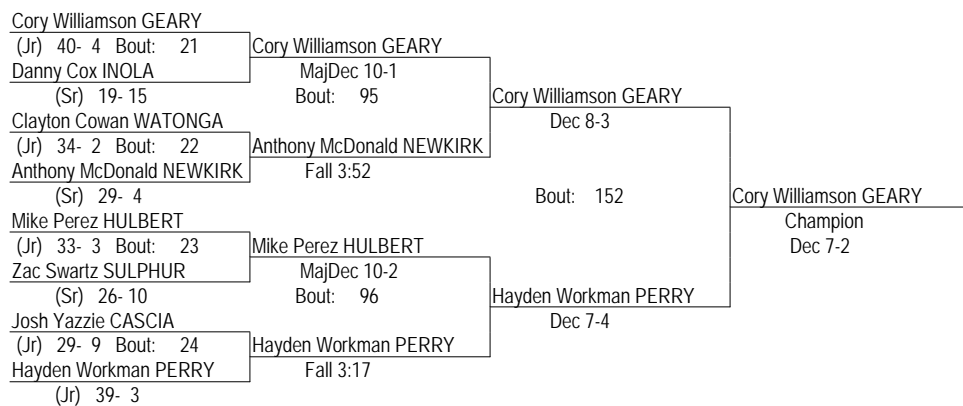 Cory Williamson GEARY
(Jr) 40- 4 Bout: 21
Cory Williamson GEARY
Danny Cox INOLA
MajDec 10-1
(Sr) 19- 15
Bout: 95
Cory Williamson GEARY
Clayton Cowan WATONGA
Dec 8-3
(Jr) 34- 2 Bout: 22
Anthony McDonald NEWKIRK
Anthony McDonald NEWKIRK
Fall 3:52
(Sr) 29- 4
Bout: 152
Cory Williamson GEARY
Mike Perez HULBERT
Champion
(Jr) 33- 3 Bout: 23
Mike Perez HULBERT
Dec 7-2
Zac Swartz SULPHUR
MajDec 10-2
(Sr) 26- 10
Bout: 96
Hayden Workman PERRY
Josh Yazzie CASCIA
Dec 7-4
(Jr) 29- 9 Bout: 24
Hayden Workman PERRY
Hayden Workman PERRY
Fall 3:17
(Jr) 39- 3